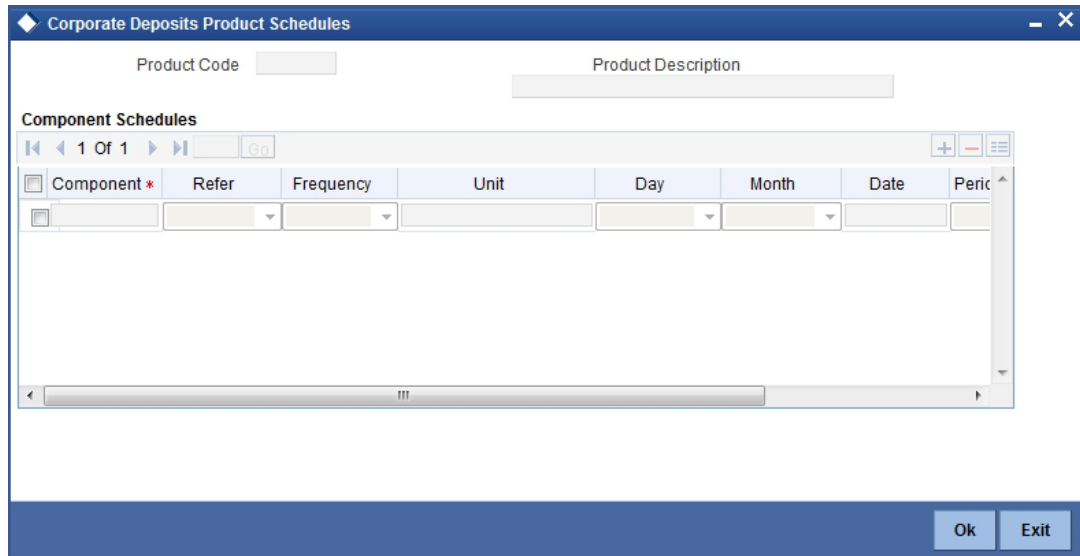 Corporate Deposits Product Schedules
Product Code
Product Description
Component Schedules
1 Of 1
Go
Component * Refer Frequency Unit Day Month Date Peric
Ok Exit